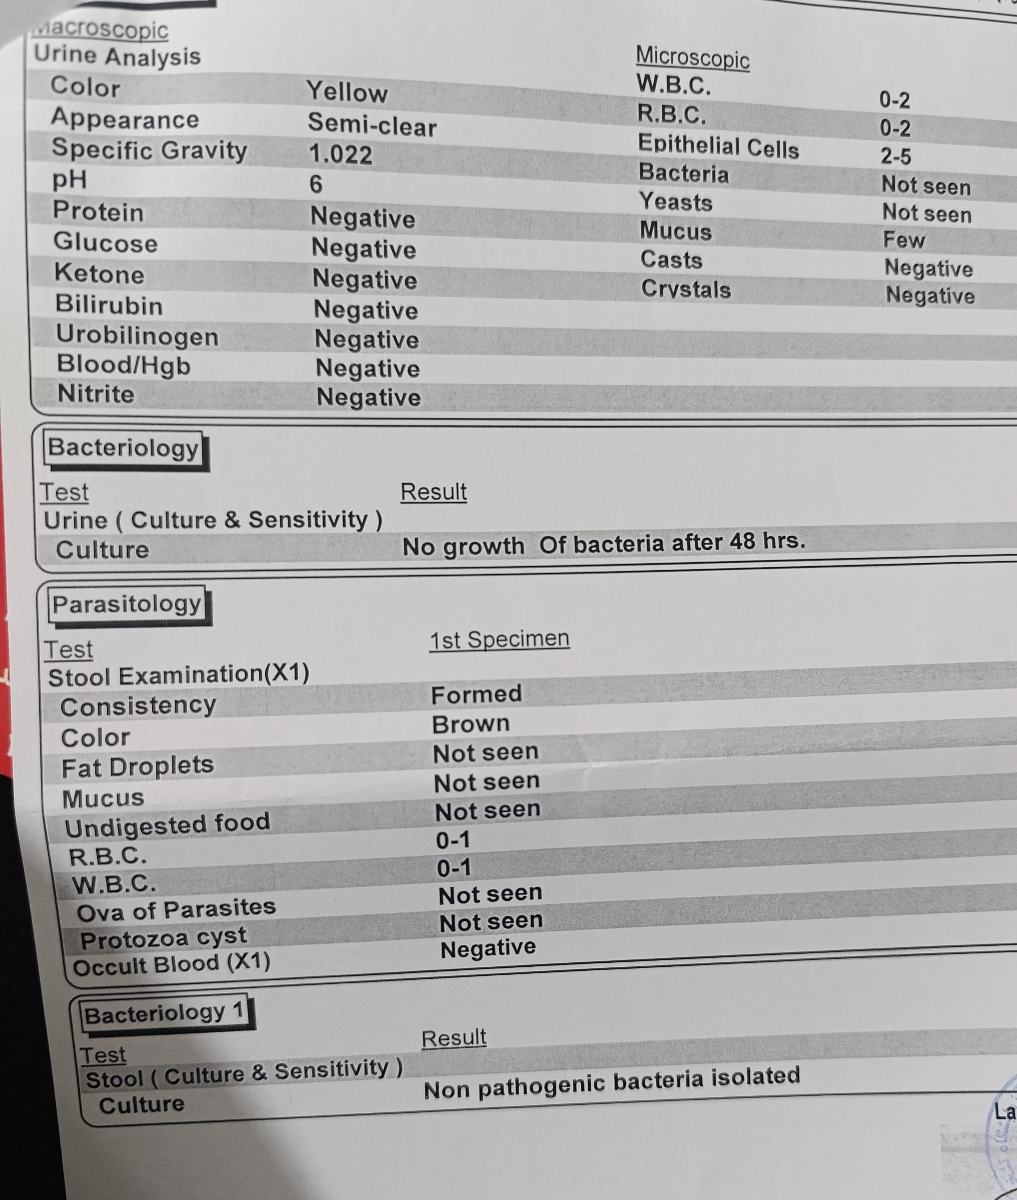 Macroscopic
Urine Analysis
Color Yellow
Appearance Semi-clear
Specific Gravity 1.022
pH 6
Protein Negative
Glucose Negative
Ketone Negative
Bilirubin Negative
Urobilinogen Negative
Blood/Hgb Negative
Nitrite Negative
Microscopic
W.B.C. 0-2
R.B.C. 0-2
Epithelial Cells 2-5
Bacteria Not seen
Yeasts Not seen
Mucus Few
Casts Negative
Crystals Negative
Bacteriology
Test Result
Urine ( Culture & Sensitivity )
Culture No growth Of bacteria after 48 hrs.
Parasitology
Test 1st Specimen
Stool Examination(X1)
Consistency Formed
Color Brown
Fat Droplets Not seen
Mucus Not seen
Undigested food Not seen
R.B.C. 0-1
W.B.C. 0-1
Ova of Parasites Not seen
Protozoa cyst Not seen
Occult Blood (X1) Negative
Bacteriology 1
Test Result
Stool ( Culture & Sensitivity )
Culture Non pathogenic bacteria isolated
La